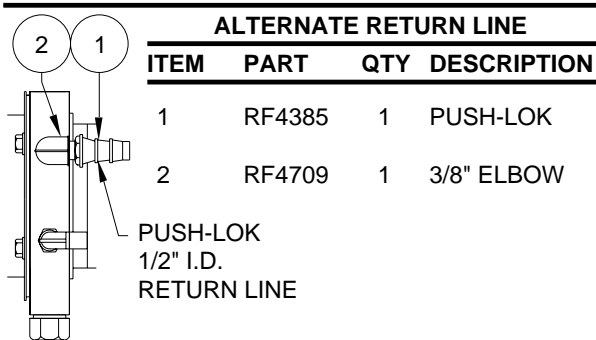 ALTERNATE RETURN LINE
2 1
ITEM PART QTY DESCRIPTION
1 RF4385 1 PUSH-LOK
2 RF4709 1 3/8" ELBOW
PUSH-LOK
1/2" I.D.
RETURN LINE